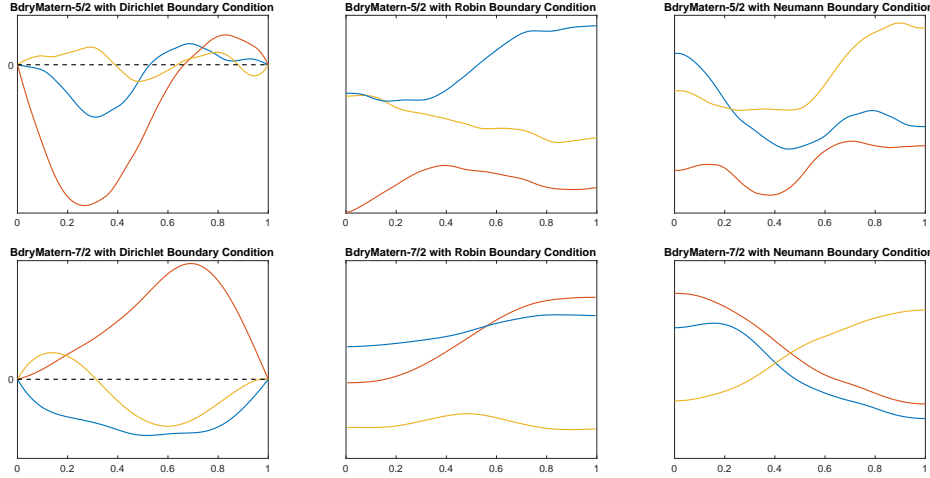 BdryMatern-5/2 with Dirichlet Boundary Condition
0
0 0.2 0.4 0.6 0.8 1
BdryMatern-5/2 with Robin Boundary Condition
0 0.2 0.4 0.6 0.8 1
BdryMatern-5/2 with Neumann Boundary Condition
0 0.2 0.4 0.6 0.8 1
BdryMatern-7/2 with Dirichlet Boundary Condition
0
0 0.2 0.4 0.6 0.8 1
BdryMatern-7/2 with Robin Boundary Condition
0 0.2 0.4 0.6 0.8 1
BdryMatern-7/2 with Neumann Boundary Condition
0 0.2 0.4 0.6 0.8 1